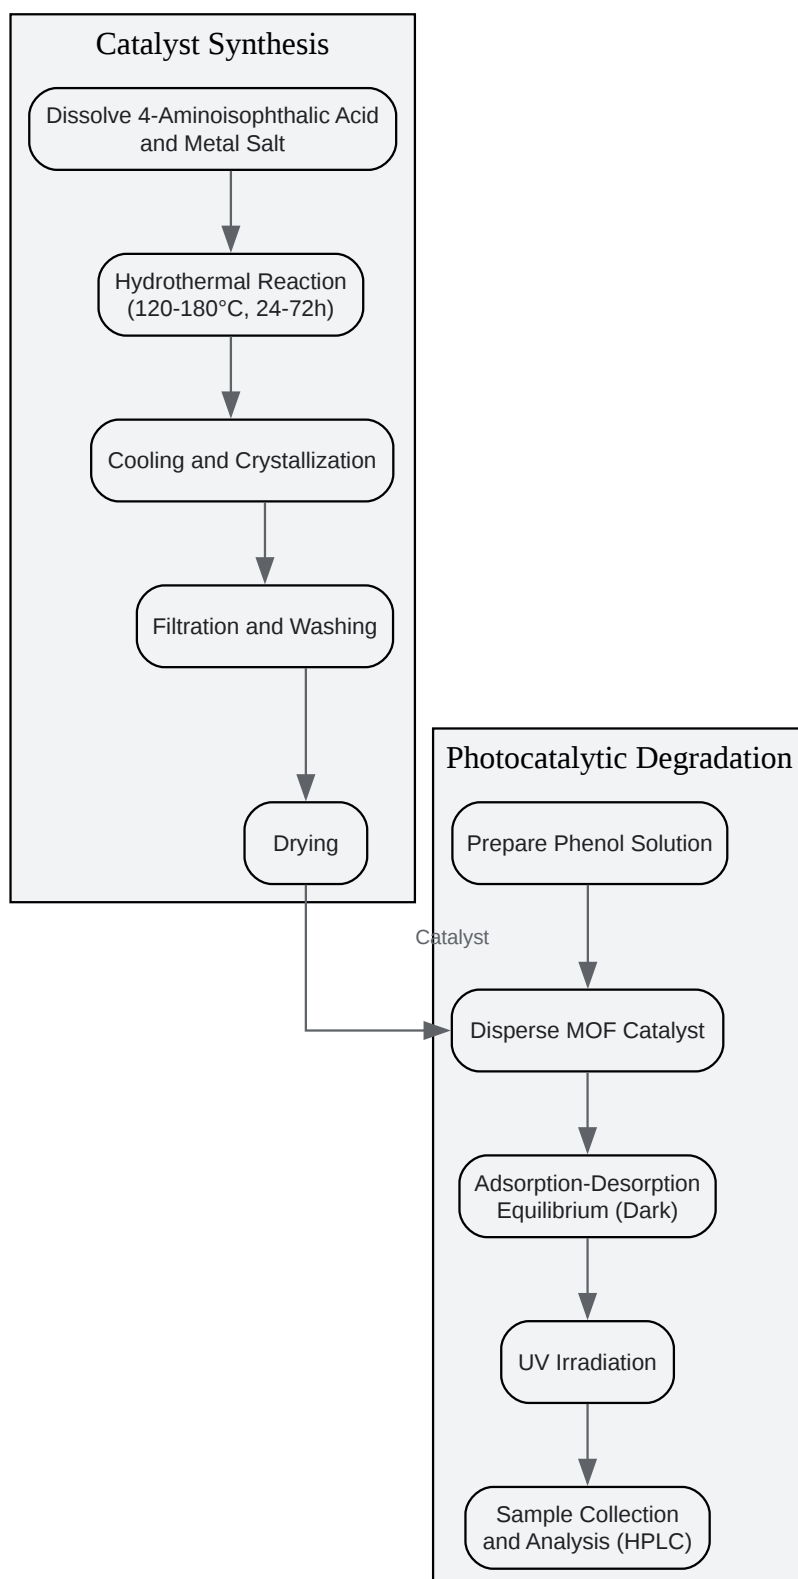 Catalyst Synthesis
Dissolve 4-Aminoisophthalic Acid
and Metal Salt
Hydrothermal Reaction
(120-180°C, 24-72h)
Cooling and Crystallization
Filtration and Washing
Drying
Photocatalytic Degradation
Prepare Phenol Solution
Catalyst
Disperse MOF Catalyst
Adsorption-Desorption
Equilibrium (Dark)
UV Irradiation
Sample Collection
and Analysis (HPLC)